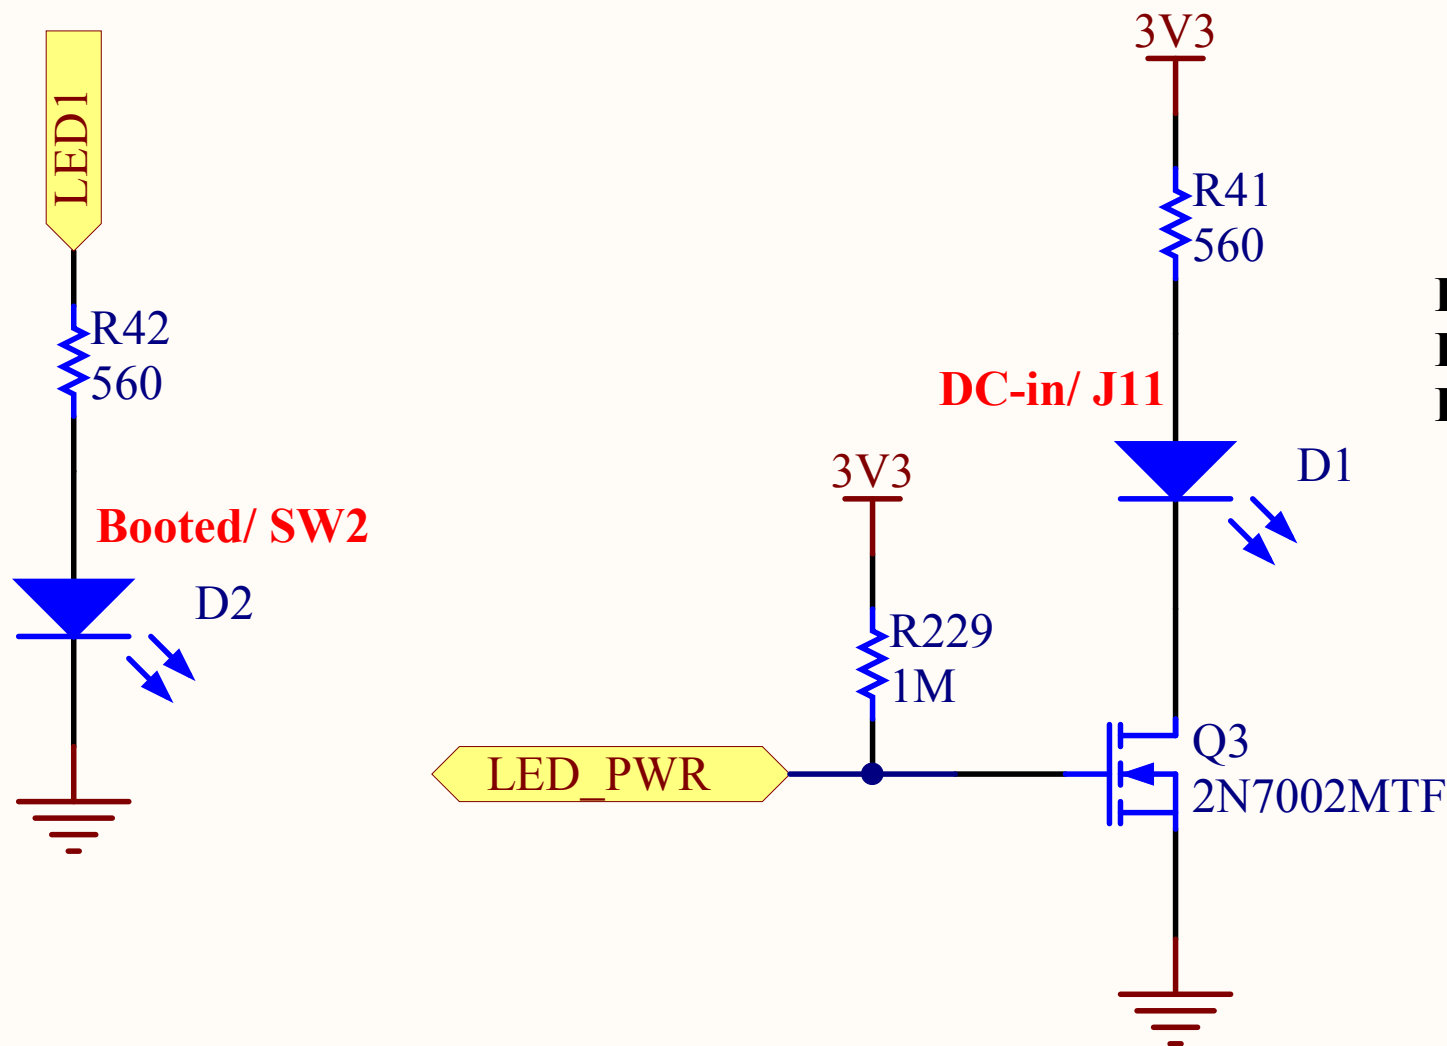 LED1
R42
560
Booted/ SW2
D2
3V3
R229
1M
LED_PWR
3V3
R41
560
DC-in/ J11
D1
Q3
2N7002MTF